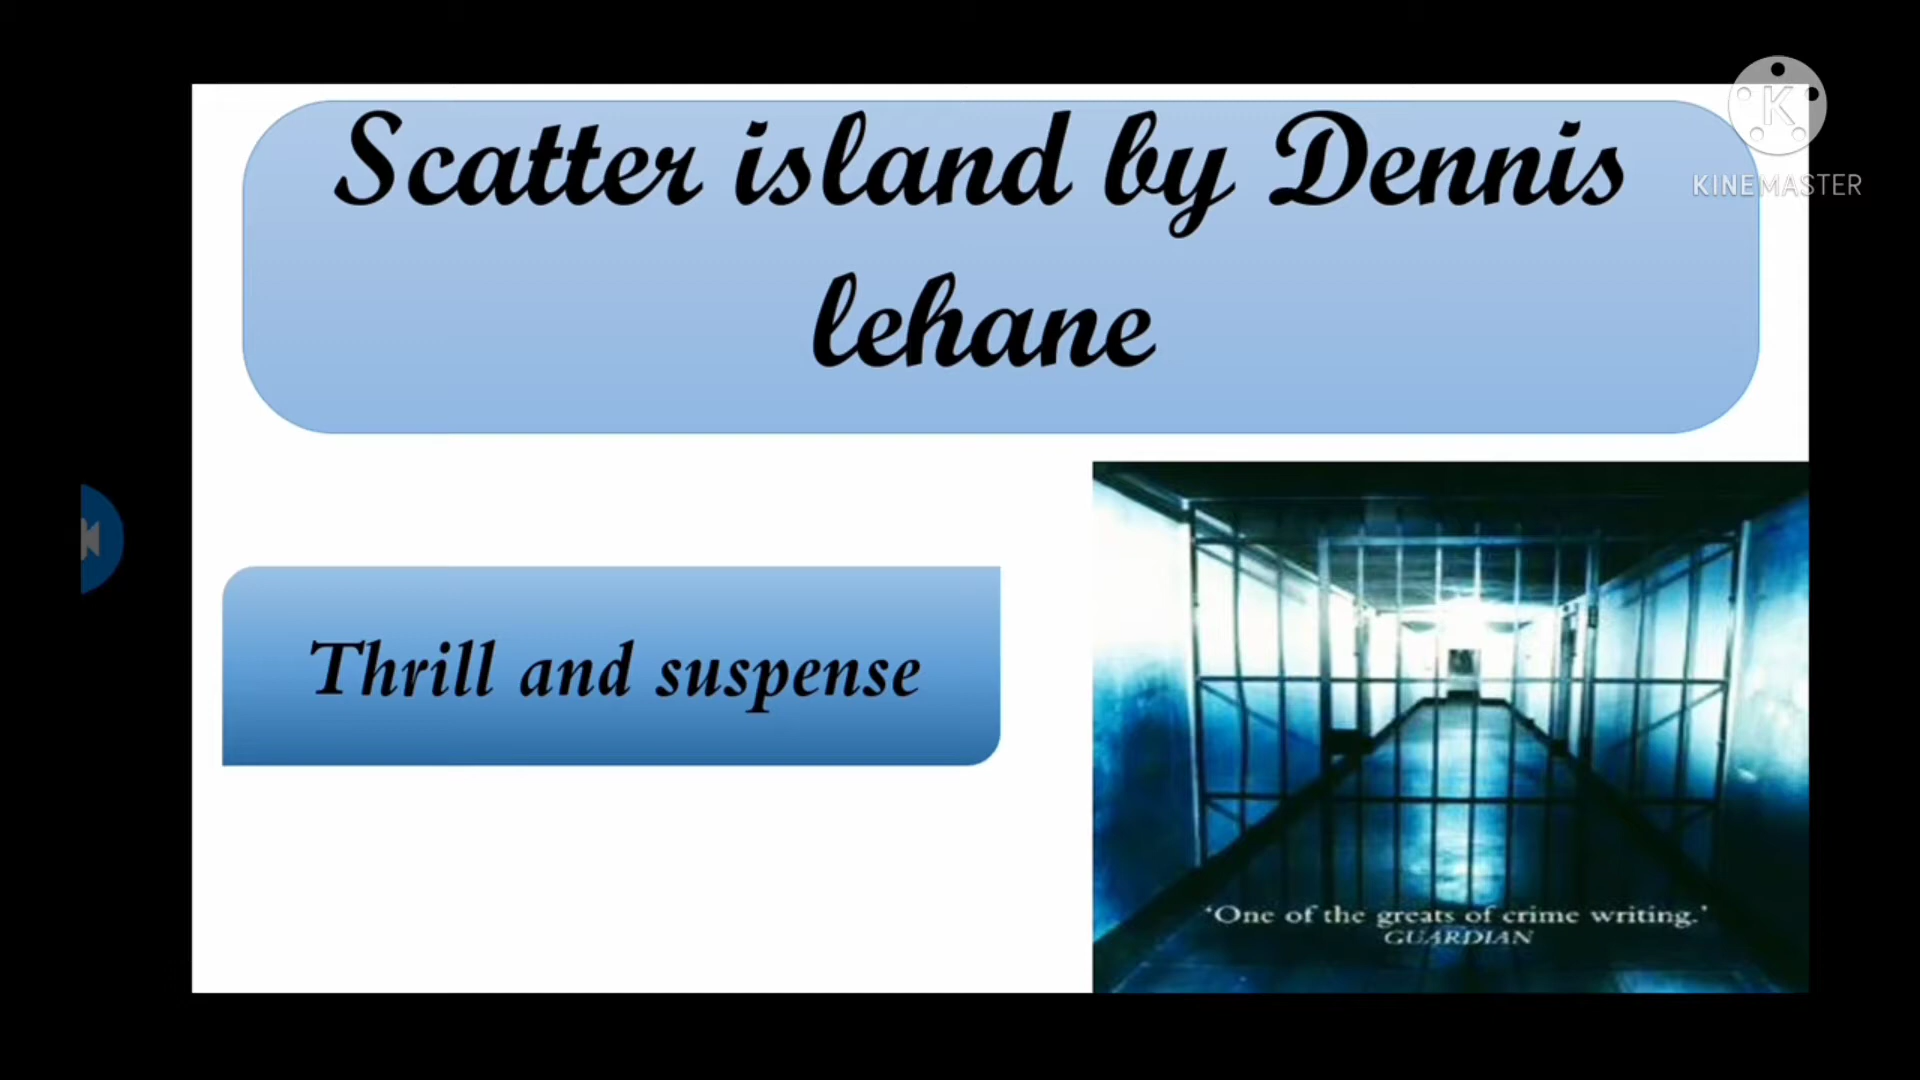 Scatter island by Dennis
lehane
K
KINEMASTER
Thrill and suspense
'One of the greats of crime writing.'
GUARDIAN